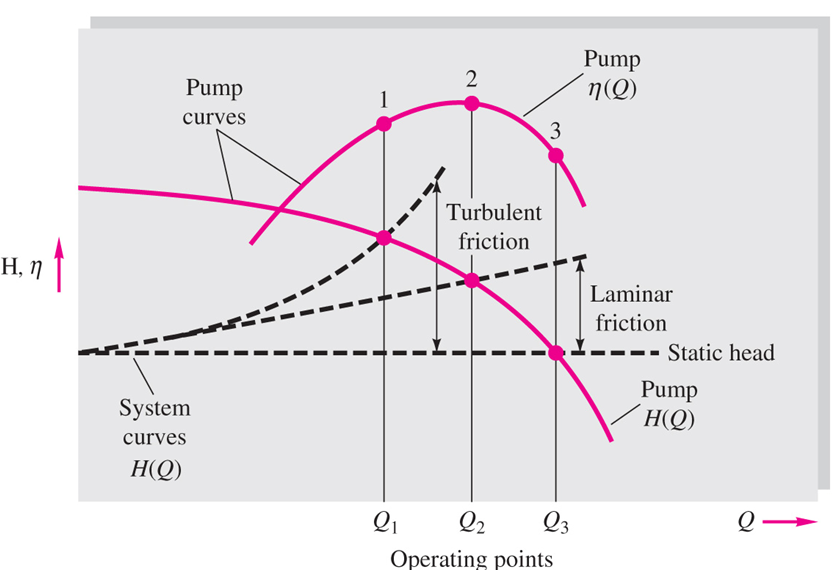 Pump
η(Q)
Pump
curves
1
2
3
Turbulent
friction
H, η
Laminar
friction
Static head
System
curves
H(Q)
Pump
H(Q)
Q1
Q2
Q3
Q
Operating points